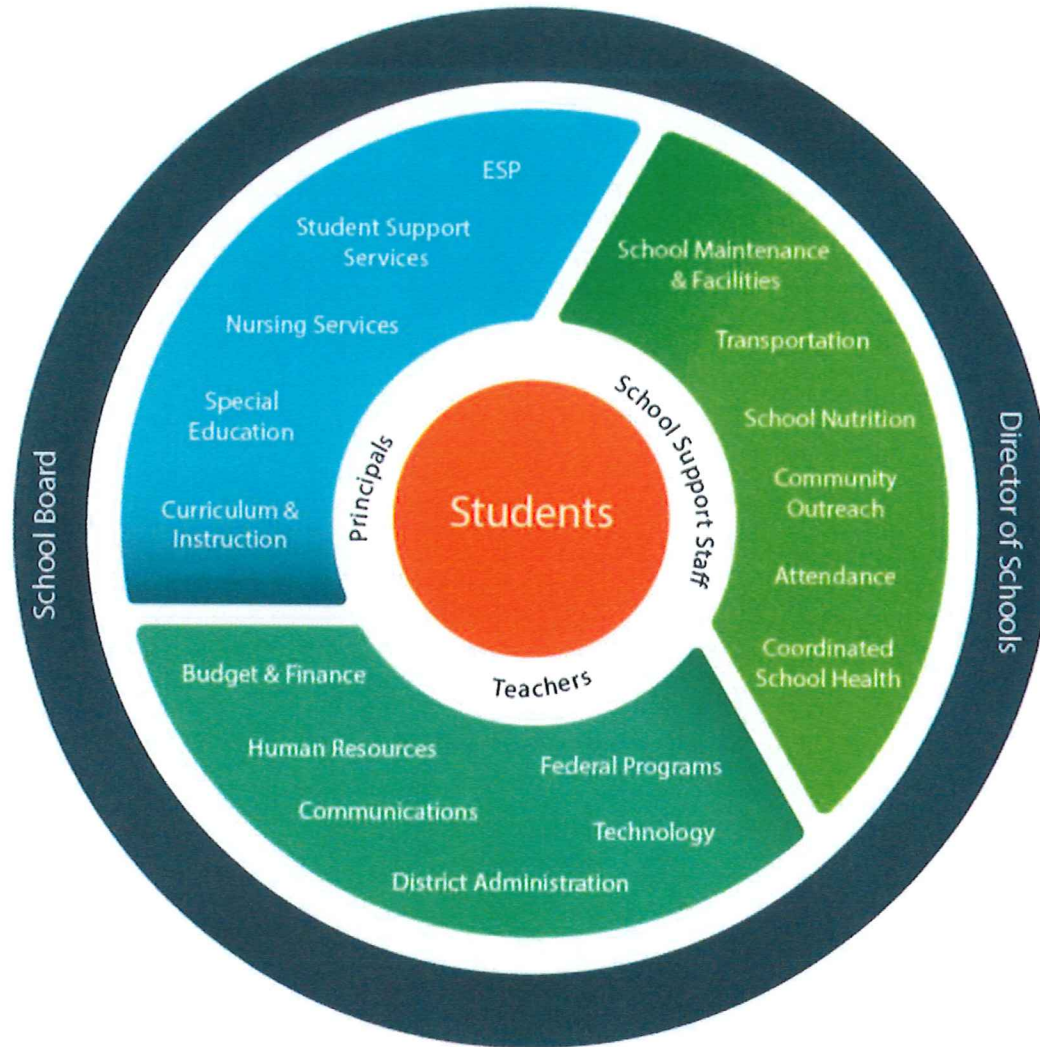 ESP
Student Support
Services
Nursing Services
Special
Education
Curriculum &
Instruction
School Maintenance
& Facilities
Transportation
School Nutrition
Community
Outreach
Attendance
Coordinated
School Health
Budget & Finance
Human Resources
Communications
Federal Programs
Technology
District Administration
Principals
School Support Staff
Teachers
Students
School Board
Director of Schools